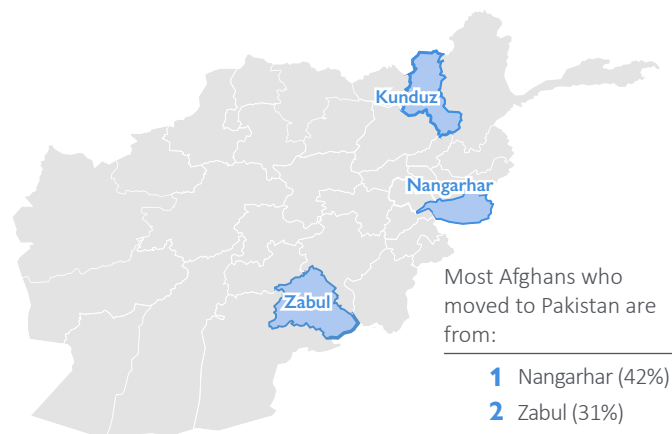 Kunduz
Nangarhar
Zabul
Most Afghans who
moved to Pakistan are
from:
1 Nangarhar (42%)
2 Zabul (31%)